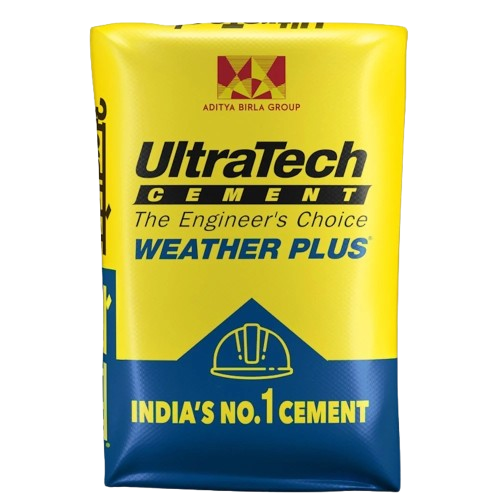 ADITYA BIRLA GROUP
UltraTech
CEMENT
The Engineer's Choice
WEATHER PLUS®
INDIA'S NO.1 CEMENT